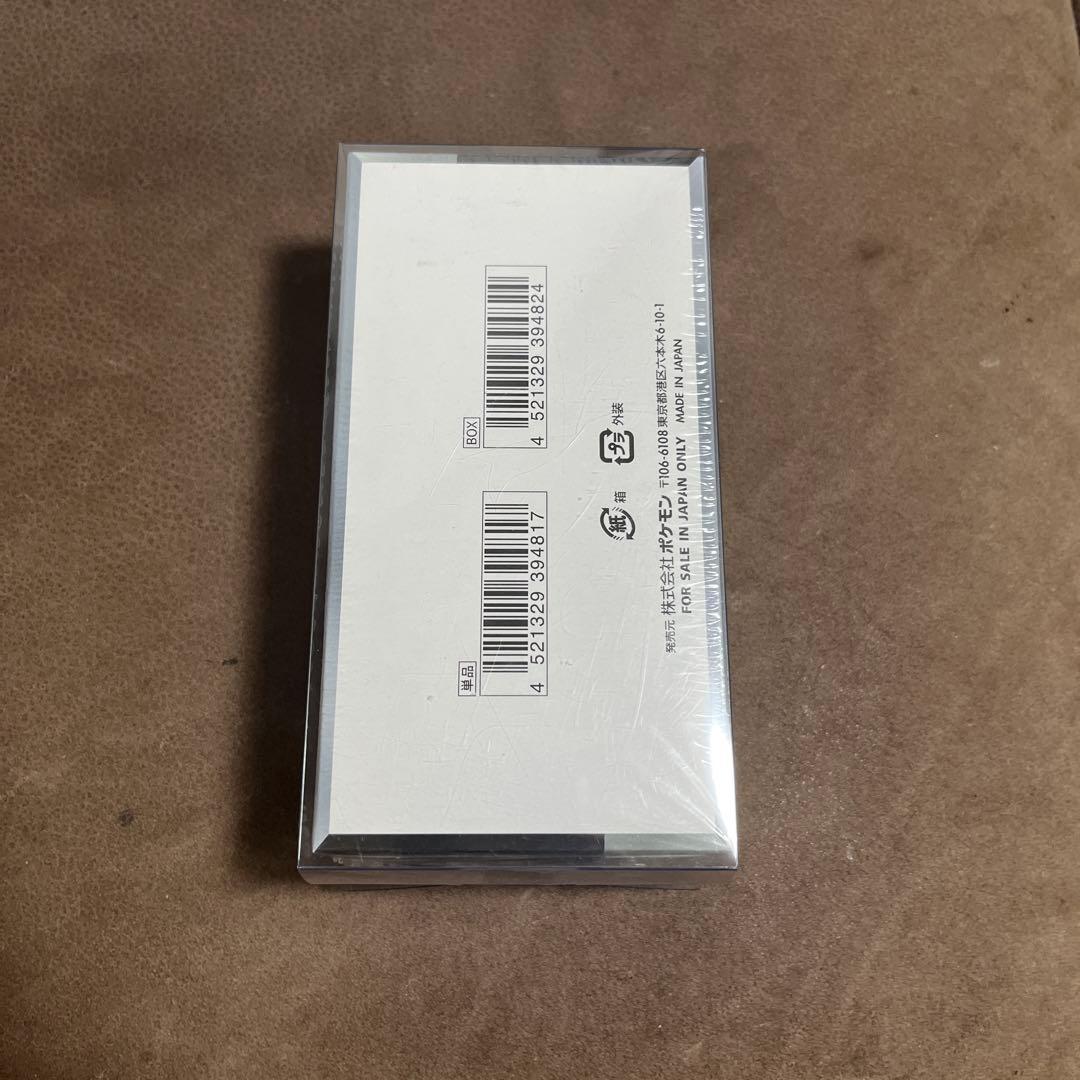 単品
4 521329 394817
BOX
4 521329 394824
紙 箱
プラ 外装
発売元 株式会社 ポケモン 〒106-6108 東京都港区六本木6-10-1
FOR SALE IN JAPAN ONLY MADE IN JAPAN